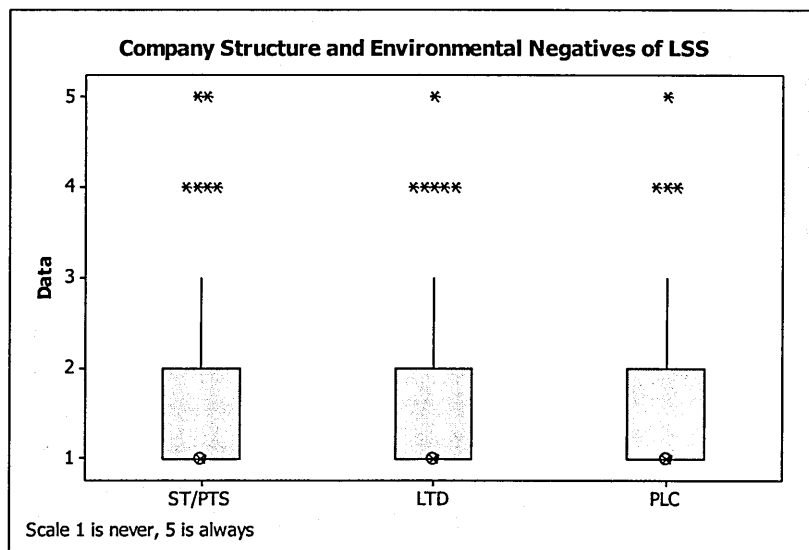 Company Structure and Environmental Negatives of LSS
Data
5
4
3
2
1
ST/PTS LTD PLC
Scale 1 is never, 5 is always